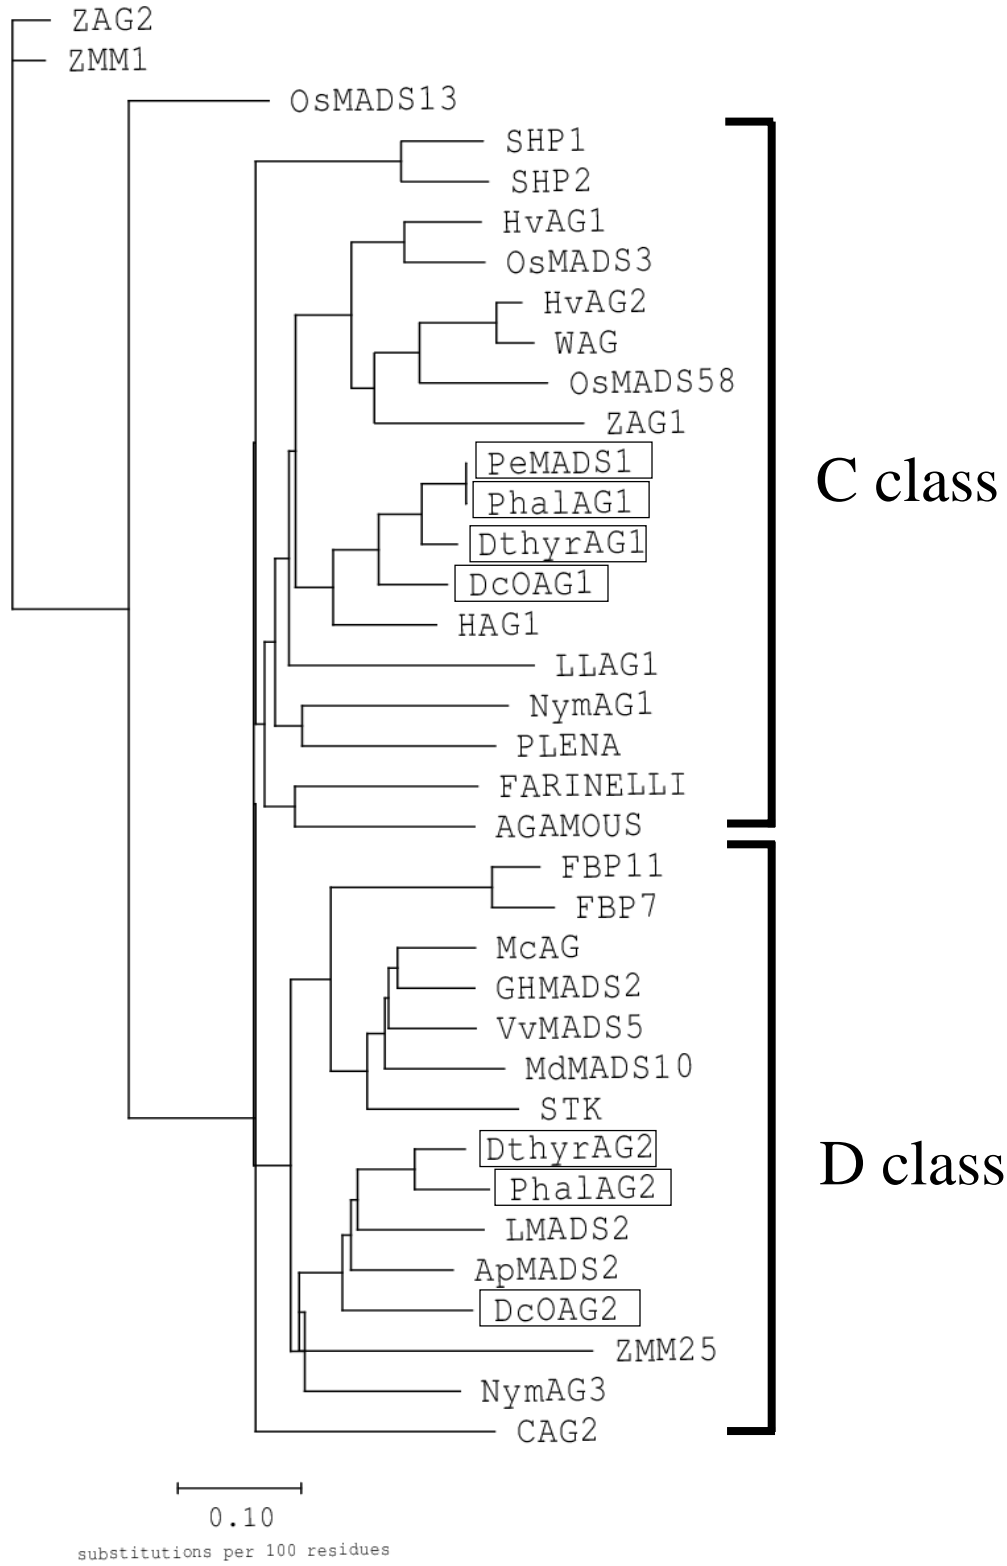 ZAG2
ZMM1
OsMADS13
SHP1
SHP2
HvAG1
OsMADS3
HvAG2
WAG
OsMADS58
ZAG1
PeMADS1
C class
PhalAG1
DthyrAG1
DcOAG1
HAG1
LLAG1
NymAG1
PLENA
FARINELLI
AGAMOUS
FBP11
FBP7
McAG
GHMADS2
VvMADS5
MdMADS10
STK
DthyrAG2
D class
PhalAG2
LMADS2
ApMADS2
DcOAG2
ZMM25
NymAG3
CAG2
0.10
substitutions per 100 residues